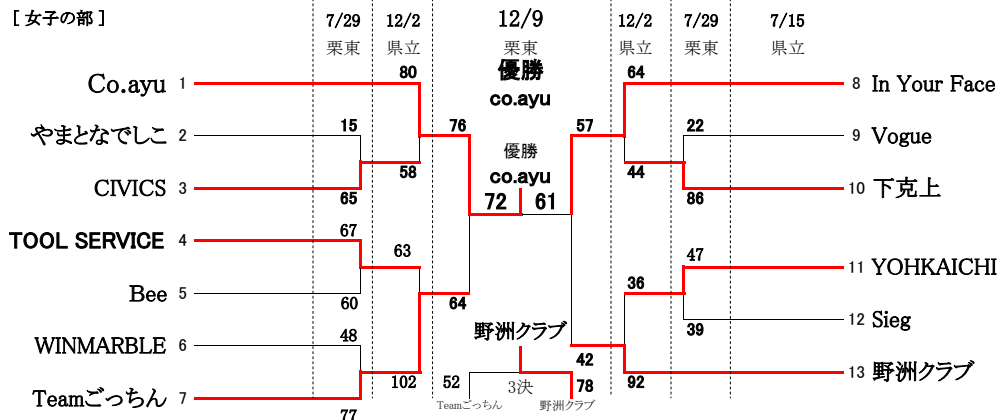 [ 女子の部 ]
7/29 12/2 12/9 12/2 7/29 7/15
栗東 県立 栗東 県立 栗東 県立
優勝
co.ayu
80 64
Co.ayu 1 8 In Your Face
15 76 57 22
やまとなでしこ 2 9 Vogue
優勝
58 44
co.ayu
CIVICS 3 10 下克上
65 72 61 86
67
TOOL SERVICE 4
63 47
11 YOHKAICHI
36
Bee 5
60 64
12 Sieg
48 野洲クラブ 39
WINMARBLE 6
42
13 野洲クラブ
102 52 3決 78 92
Teamごっちん 7
Teamごっちん 野洲クラブ
77